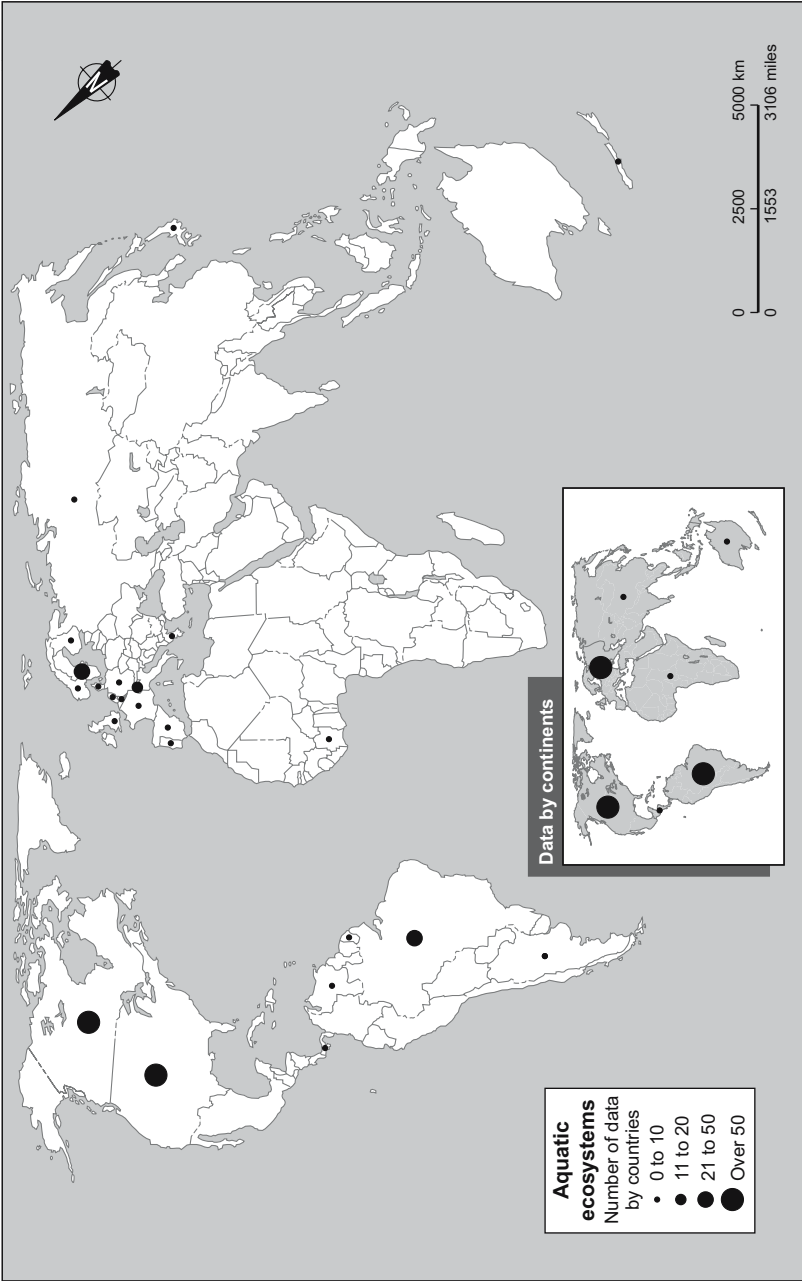 N
0 2500 5000 km
0 1553 3106 miles
Data by continents
Aquatic
ecosystems
Number of data
by countries
0 to 10
11 to 20
21 to 50
Over 50